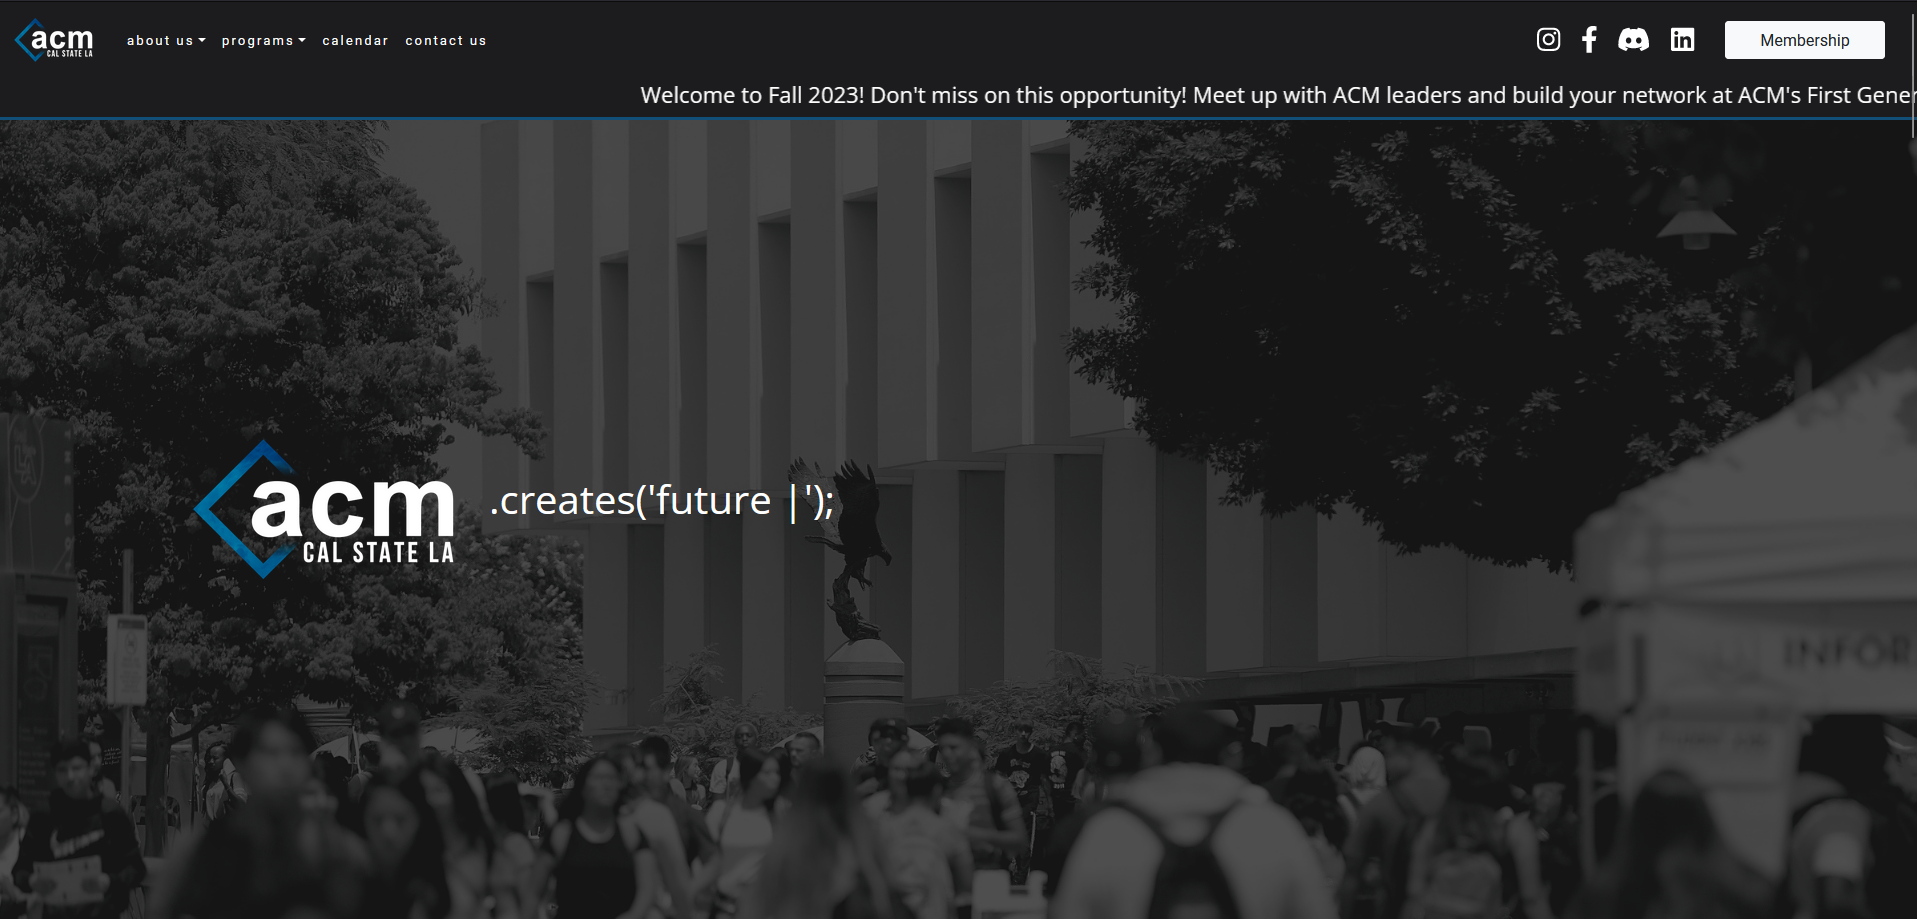 acm
CAL STATE LA
about us
programs
calendar
contact us
Membership
Welcome to Fall 2023! Don't miss on this opportunity! Meet up with ACM leaders and build your network at ACM's First Gener
acm
CAL STATE LA
.creates('future |');
INFOR